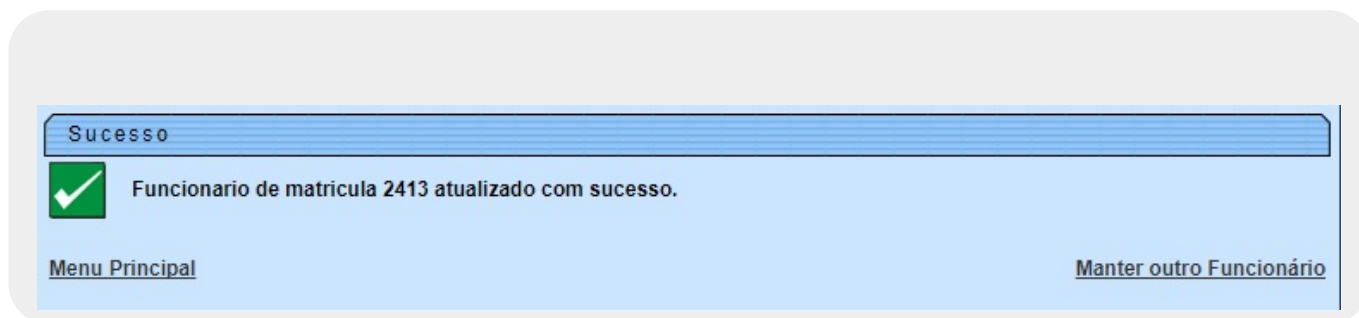 Sucesso
Funcionario de matricula 2413 atualizado com sucesso.
Menu Principal
Manter outro Funcionário